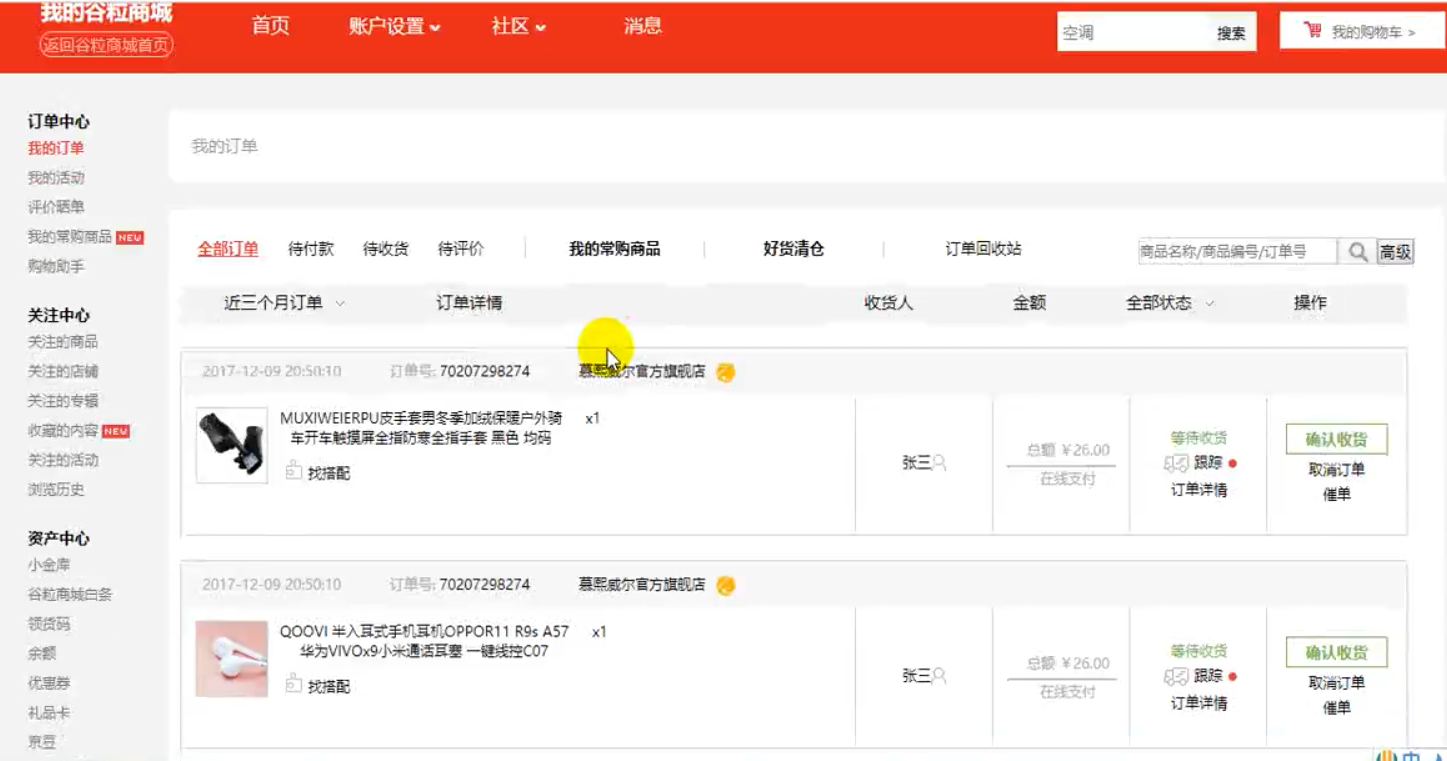 我的谷粒商城
返回谷粒商城首页
首页
账户设置
社区
消息
空调
搜索
我的购物车 >
订单中心
我的订单
我的活动
评价晒单
我的常购商品 NEW
购物助手
关注中心
关注的商品
关注的店铺
关注的专辑
收藏的内容 NEW
关注的活动
浏览历史
资产中心
小金库
谷粒商城白条
领货码
余额
优惠券
礼品卡
京豆
我的订单
全部订单 待付款 待收货 待评价 我的常购商品 好货清仓 订单回收站
商品名称/商品编号/订单号
高级
近三个月订单 订单详情 收货人 金额 全部状态 操作
2017-12-09 20:50:10 订单号: 70207298274 慕熙威尔官方旗舰店
MUXIWEIERPU皮手套男冬季加绒保暖户外骑 x1
车开车触摸屏全指防寒全指手套 黑色 均码
找搭配
张三
总额 ￥26.00
在线支付
等待收货
跟踪
订单详情
确认收货
取消订单
催单
2017-12-09 20:50:10 订单号: 70207298274 慕熙威尔官方旗舰店
QOOVI 半入耳式手机耳机OPPOR11 R9s A57 x1
华为VIVOx9小米通话耳塞 一键线控C07
找搭配
张三
总额 ￥26.00
在线支付
等待收货
跟踪
订单详情
确认收货
取消订单
催单